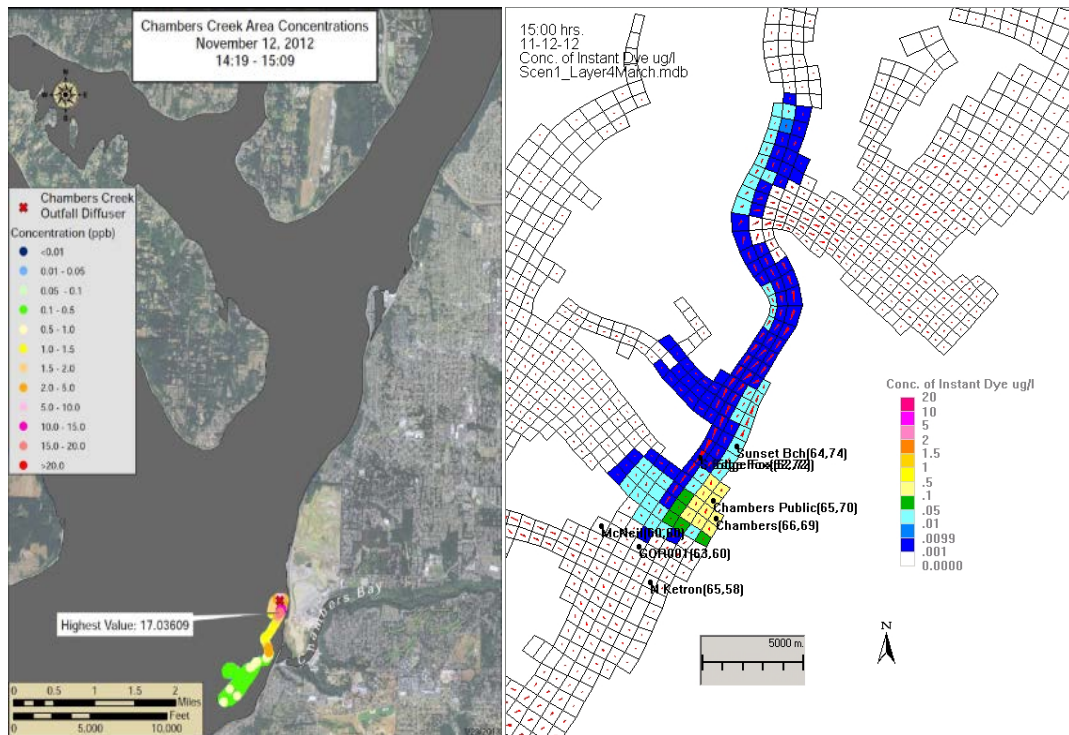 Chambers Creek Area Concentrations
November 12, 2012
14:19 - 15:09
N
W
E
S
Chambers Creek
Outfall Diffuser
Concentration (ppb)
<0.01
0.01 - 0.05
0.05 - 0.1
0.1 - 0.5
0.5 - 1.0
1.0 - 1.5
1.5 - 2.0
2.0 - 5.0
5.0 - 10.0
10.0 - 15.0
15.0 - 20.0
>20.0
Chambers Bay
Highest Value: 17.03609
0 0.5 1 1.5 2
Miles
Feet
0 5,000 10,000
15:00 hrs.
11-12-12
Conc. of Instant Dye ug/l
Scen1_Layer4March.mdb
Conc. of Instant Dye ug/l
20
10
5
2
1
.5
.1
.05
.01
.0099
.001
0.0000
Sunset Bch(64,74)
Chambers Public(65,70)
Chambers(66,69)
N Ketron(65,58)
5000 m.
N